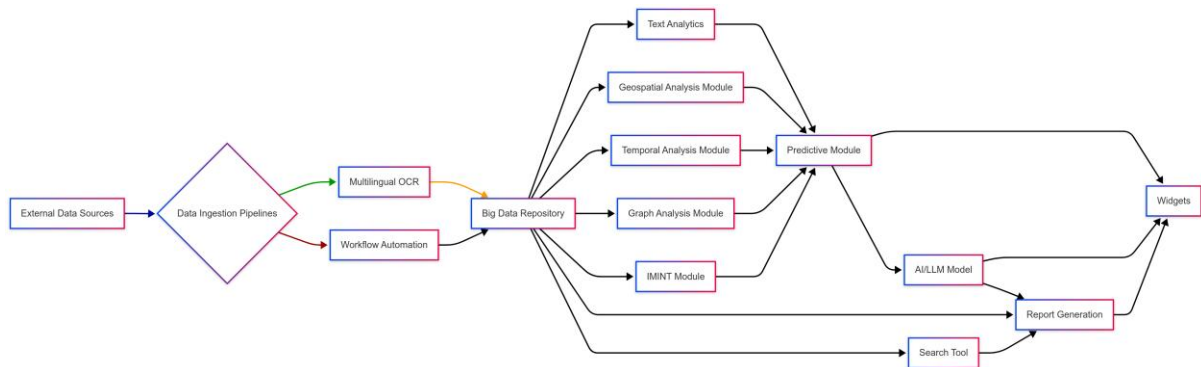 Text Analytics
Geospatial Analysis Module
Temporal Analysis Module
Predictive Module
Multilingual OCR
External Data Sources
Data Ingestion Pipelines
Big Data Repository
Graph Analysis Module
Widgets
Workflow Automation
IMINT Module
AI/LLM Model
Report Generation
Search Tool